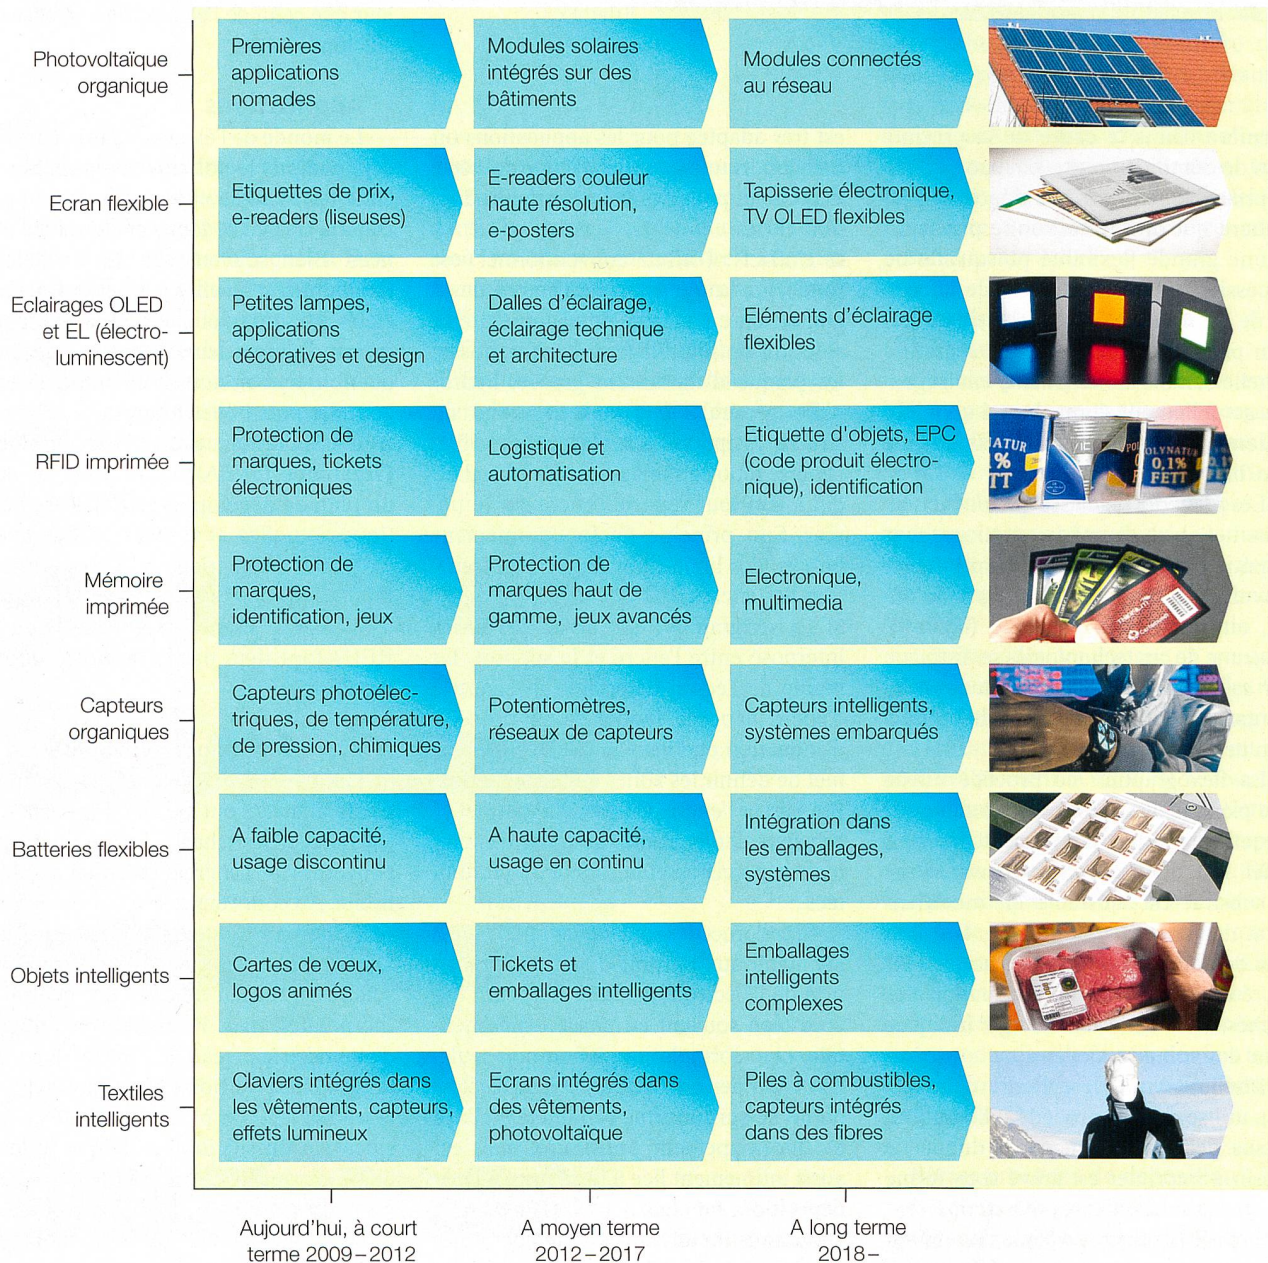 Photovoltaïque
organique
Premières
applications
nomades
Modules solaires
intégrés sur des
bâtiments
Modules connectés
au réseau
Ecran flexible
Etiquettes de prix,
e-readers (liseuses)
E-readers couleur
haute résolution,
e-posters
Tapisserie électronique,
TV OLED flexibles
Eclairages OLED
et EL (électro-
luminescent)
Petites lampes,
applications
décoratives et design
Dalles d'éclairage,
éclairage technique
et architecture
Eléments d'éclairage
flexibles
RFID imprimée
Protection de
marques, tickets
électroniques
Logistique et
automatisation
Etiquette d'objets, EPC
(code produit électro-
nique), identification
NATUR
1%
TT
OLYNATUR
0,1%
FETT
Mémoire
imprimée
Protection de
marques,
identification, jeux
Protection de
marques haut de
gamme, jeux avancés
Electronique,
multimedia
Capteurs
organiques
Capteurs photoélec-
triques, de température,
de pression, chimiques
Potentiomètres,
réseaux de capteurs
Capteurs intelligents,
systèmes embarqués
Batteries flexibles
A faible capacité,
usage discontinu
A haute capacité,
usage en continu
Intégration dans
les emballages,
systèmes
Objets intelligents
Cartes de vœux,
logos animés
Tickets et
emballages intelligents
Emballages
intelligents
complexes
Textiles
intelligents
Claviers intégrés dans
les vêtements, capteurs,
effets lumineux
Ecrans intégrés dans
des vêtements,
photovoltaïque
Piles à combustibles,
capteurs intégrés
dans des fibres
Aujourd'hui, à court
terme 2009–2012
A moyen terme
2012–2017
A long terme
2018–